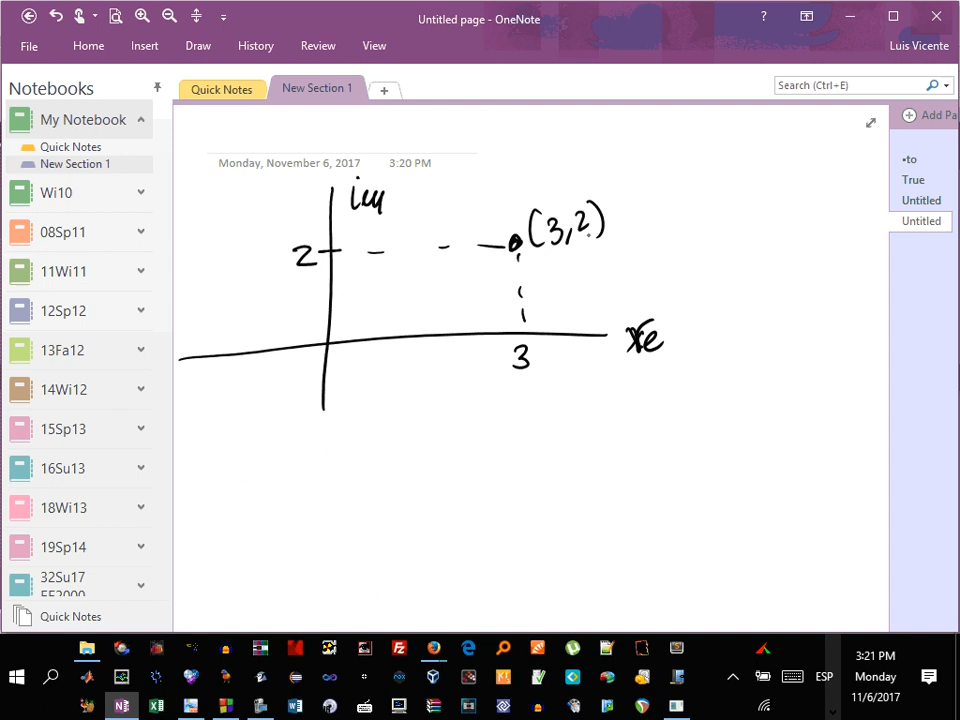 Untitled page - OneNote
?
File
Home
Insert
Draw
History
Review
View
Luis Vicente
Notebooks
Quick Notes
New Section 1
+
Search (Ctrl+E)
My Notebook
Quick Notes
New Section 1
Wi10
08Sp11
11Wi11
12Sp12
13Fa12
14Wi12
15Sp13
16Su13
18Wi13
19Sp14
32Su17
EE2000
Quick Notes
Add Pa
•to
True
Untitled
Untitled
Monday, November 6, 2017 3:20 PM
im
2
(3,2)
3
3:21 PM
ESP
Monday
11/6/2017